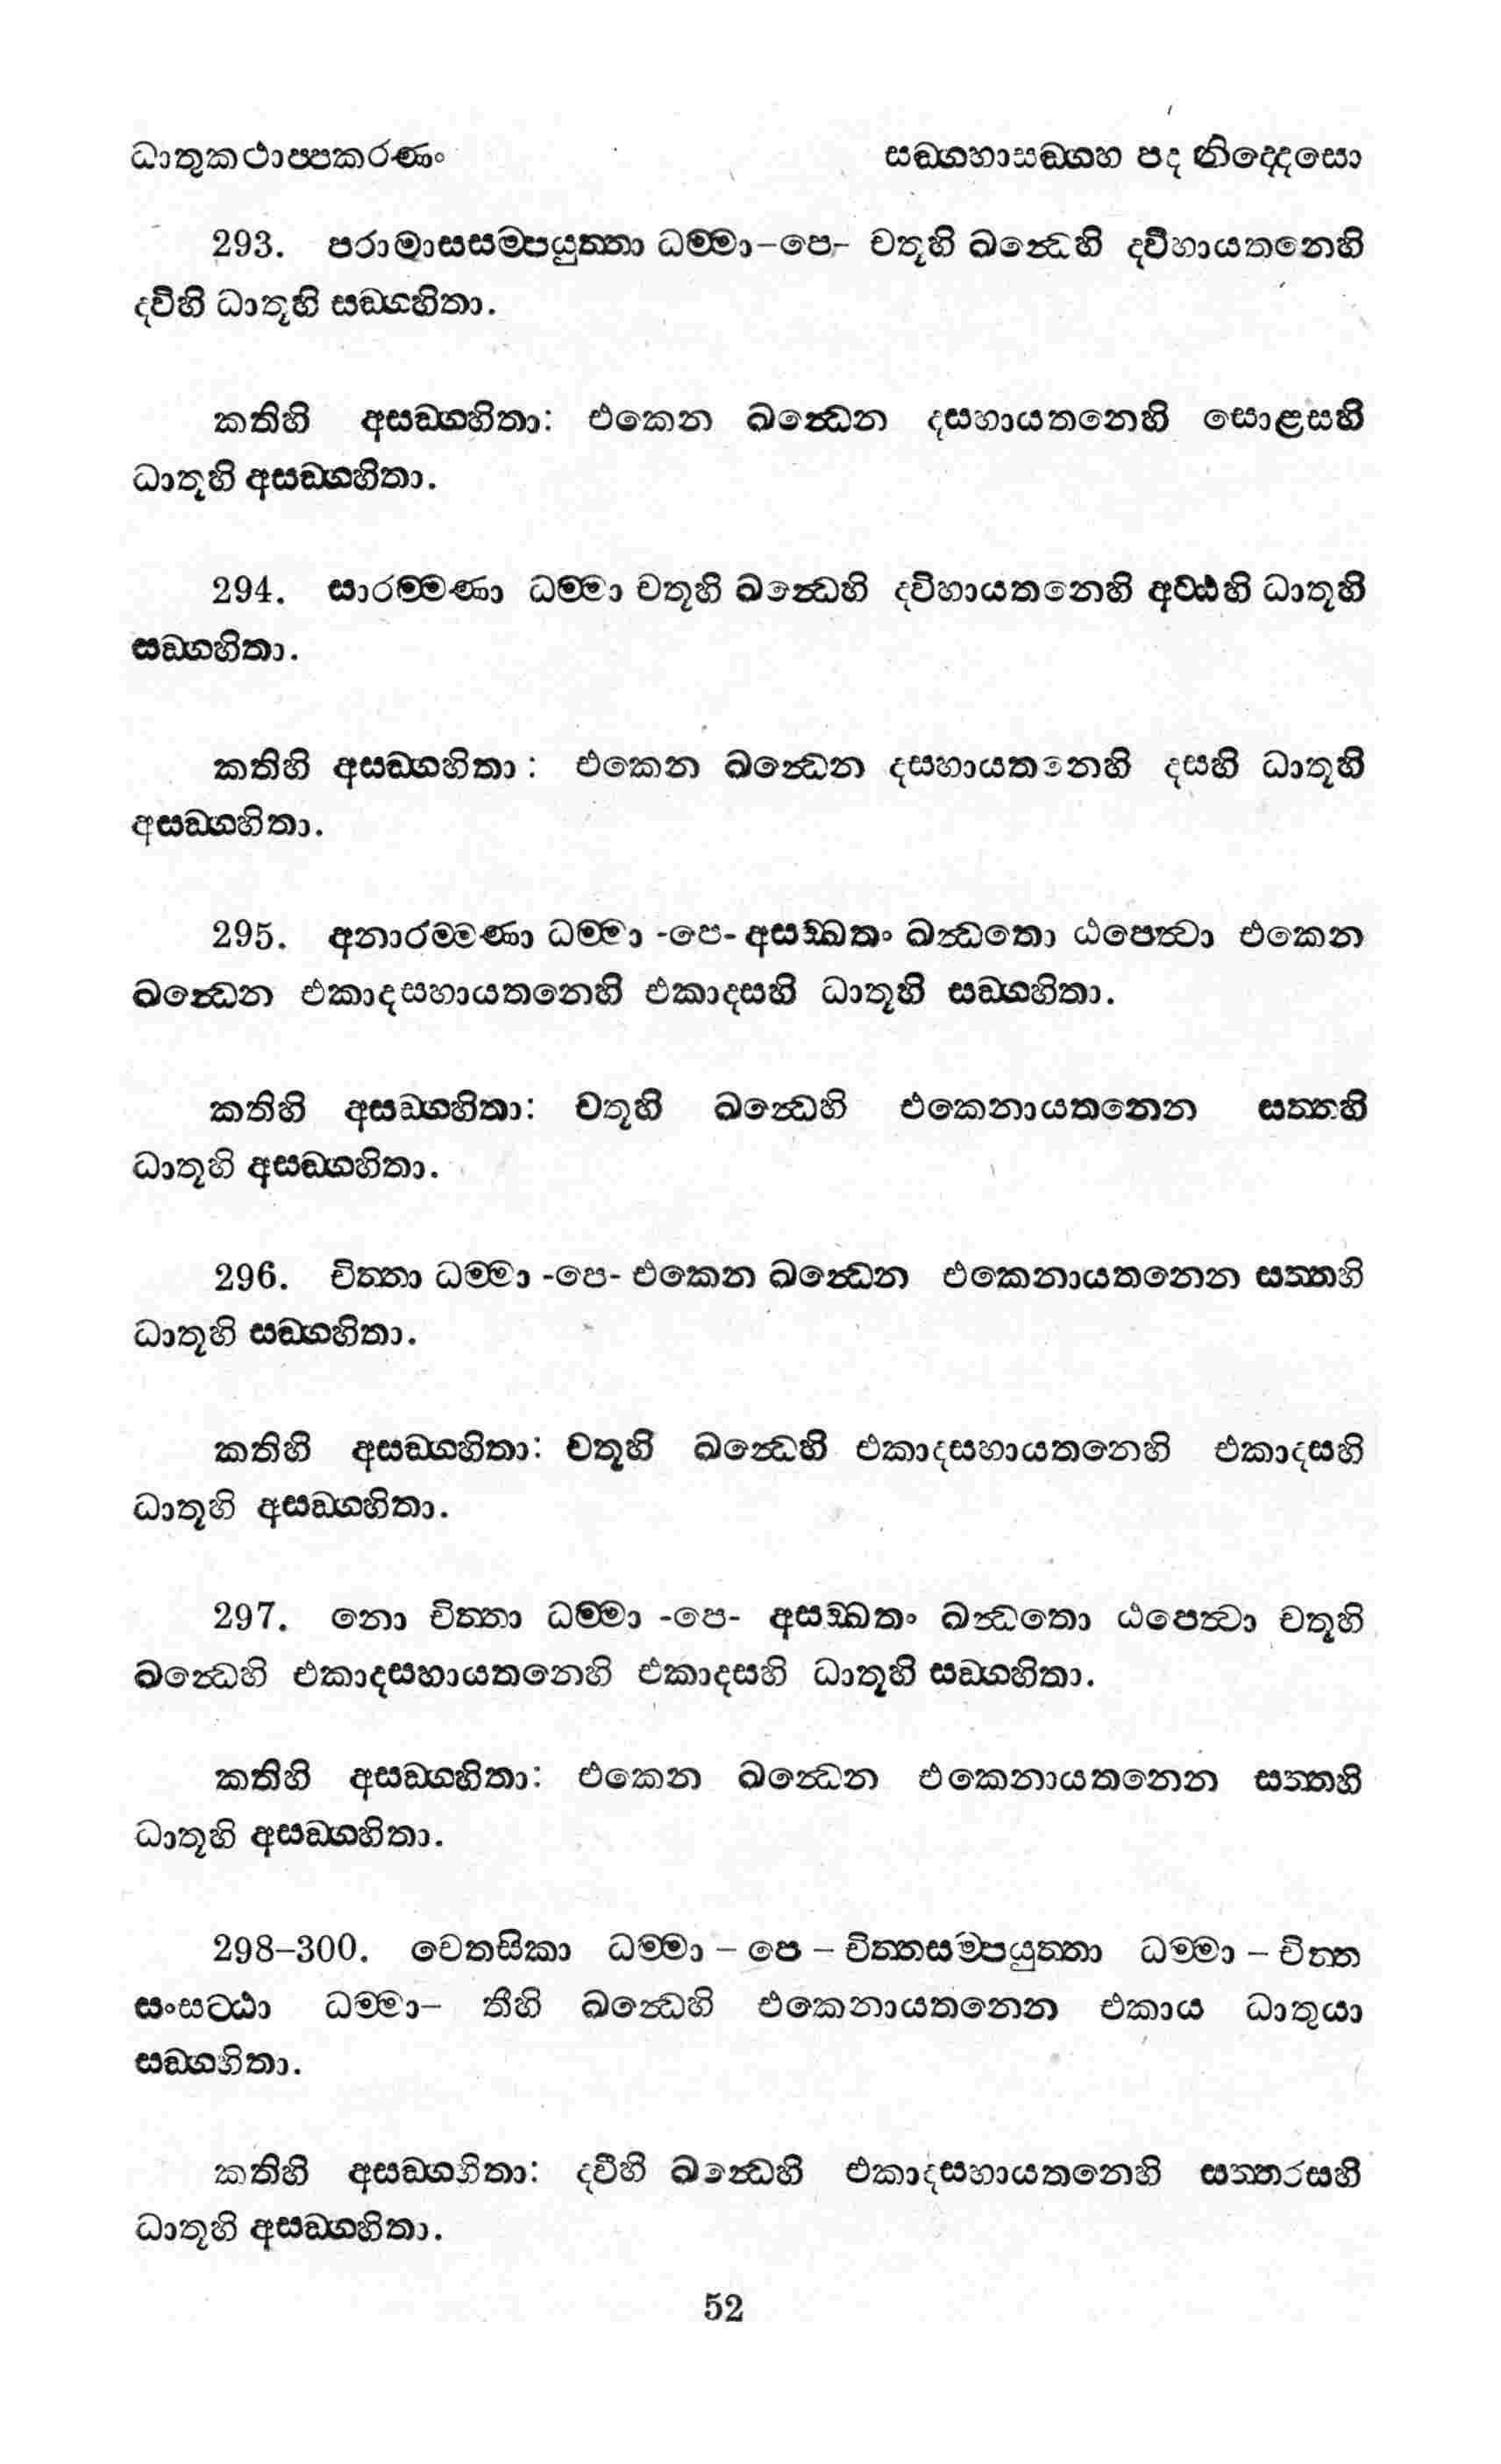 ධාතුකථාප්පකරණං සඞ්ගහාසඞ්ගහ පද නිද්දෙසො
293. පරාමාසසම්පයුත්තා ධම්මා–පෙ– චතූහි ඛන්ධෙහි ද්වීහායතනෙහි
ද්වීහි ධාතූහි සඞ්ගහිතා.
කතිහි අසඞ්ගහිතා: එකෙන ඛන්ධෙන දසහායතනෙහි සොළසහි
ධාතූහි අසඞ්ගහිතා.
294. සාරම්මණා ධම්මා චතූහි ඛන්ධෙහි ද්විහායතනෙහි අට්ඨහි ධාතූහි
සඞ්ගහිතා.
කතිහි අසඞ්ගහිතා : එකෙන ඛන්ධෙන දසහායතනෙහි දසහි ධාතූහි
අසඞ්ගහිතා.
295. අනාරම්මණා ධම්මා -පෙ- අසඞ්ඛතං ඛන්ධතො ඨපෙත්වා එකෙන
ඛන්ධෙන එකාදසහායතනෙහි එකාදසහි ධාතූහි සඞ්ගහිතා.
කතිහි අසඞ්ගහිතා: චතූහි ඛන්ධෙහි එකෙනායතනෙන සත්තහි
ධාතූහි අසඞ්ගහිතා.
296. චිත්තා ධම්මා -පෙ- එකෙන ඛන්ධෙන එකෙනායතනෙන සත්තහි
ධාතූහි සඞ්ගහිතා.
කතිහි අසඞ්ගහිතා: චතූහි ඛන්ධෙහි එකාදසහායතනෙහි එකාදසහි
ධාතූහි අසඞ්ගහිතා.
297. නො චිත්තා ධම්මා -පෙ- අසඞ්ඛතං ඛන්ධතො ඨපෙත්වා චතූහි
ඛන්ධෙහි එකාදසහායතනෙහි එකාදසහි ධාතූහි සඞ්ගහිතා.
කතිහි අසඞ්ගහිතා: එකෙන ඛන්ධෙන එකෙනායතනෙන සත්තහි
ධාතූහි අසඞ්ගහිතා.
298–300. චෙතසිකා ධම්මා – පෙ – චිත්තසම්පයුත්තා ධම්මා – චිත්ත
සංසට්ඨා ධම්මා– තීහි ඛන්ධෙහි එකෙනායතනෙන එකාය ධාතුයා
සඞ්ගහිතා.
කතිහි අසඞ්ගහිතා: ද්වීහි ඛන්ධෙහි එකාදසහායතනෙහි සත්තරසහි
ධාතූහි අසඞ්ගහිතා.
52